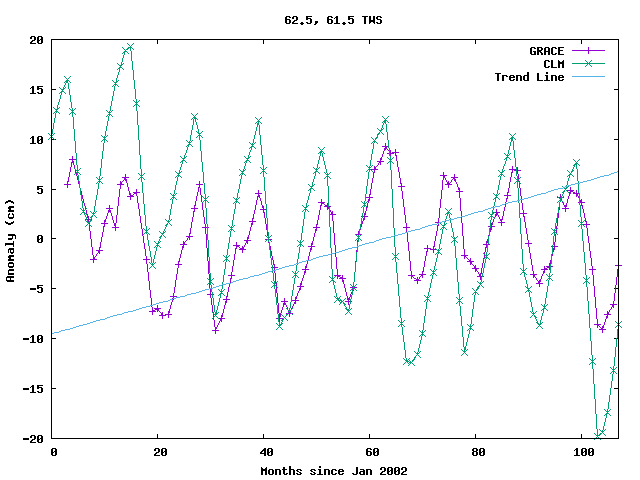 62.5, 61.5 TWS
GRACE
CLM
Trend Line
20
15
10
5
0
-5
-10
-15
-20
Anomaly (cm)
0 20 40 60 80 100
Months since Jan 2002